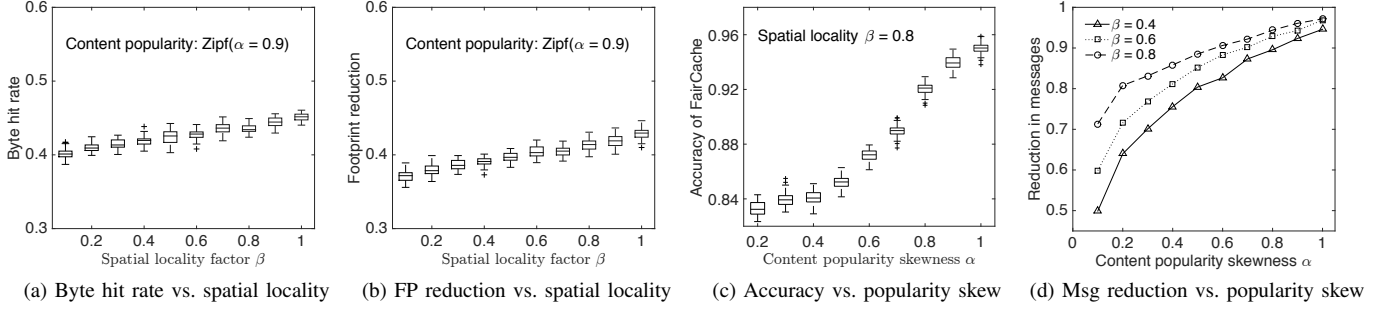 0.6
0.5
0.4
0.3
Byte hit rate
Content popularity: Zipf(α = 0.9)
0.2 0.4 0.6 0.8 1
Spatial locality factor β
(a) Byte hit rate vs. spatial locality
0.6
0.5
0.4
0.3
Footprint reduction
Content popularity: Zipf(α = 0.9)
0.2 0.4 0.6 0.8 1
Spatial locality factor β
(b) FP reduction vs. spatial locality
0.96
0.92
0.88
0.84
Accuracy of FairCache
Spatial locality β = 0.8
0.2 0.4 0.6 0.8 1
Content popularity skewness α
(c) Accuracy vs. popularity skew
1
0.9
0.8
0.7
0.6
0.5
Reduction in messages
β = 0.4
β = 0.6
β = 0.8
0 0.2 0.4 0.6 0.8 1
Content popularity skewness α
(d) Msg reduction vs. popularity skew